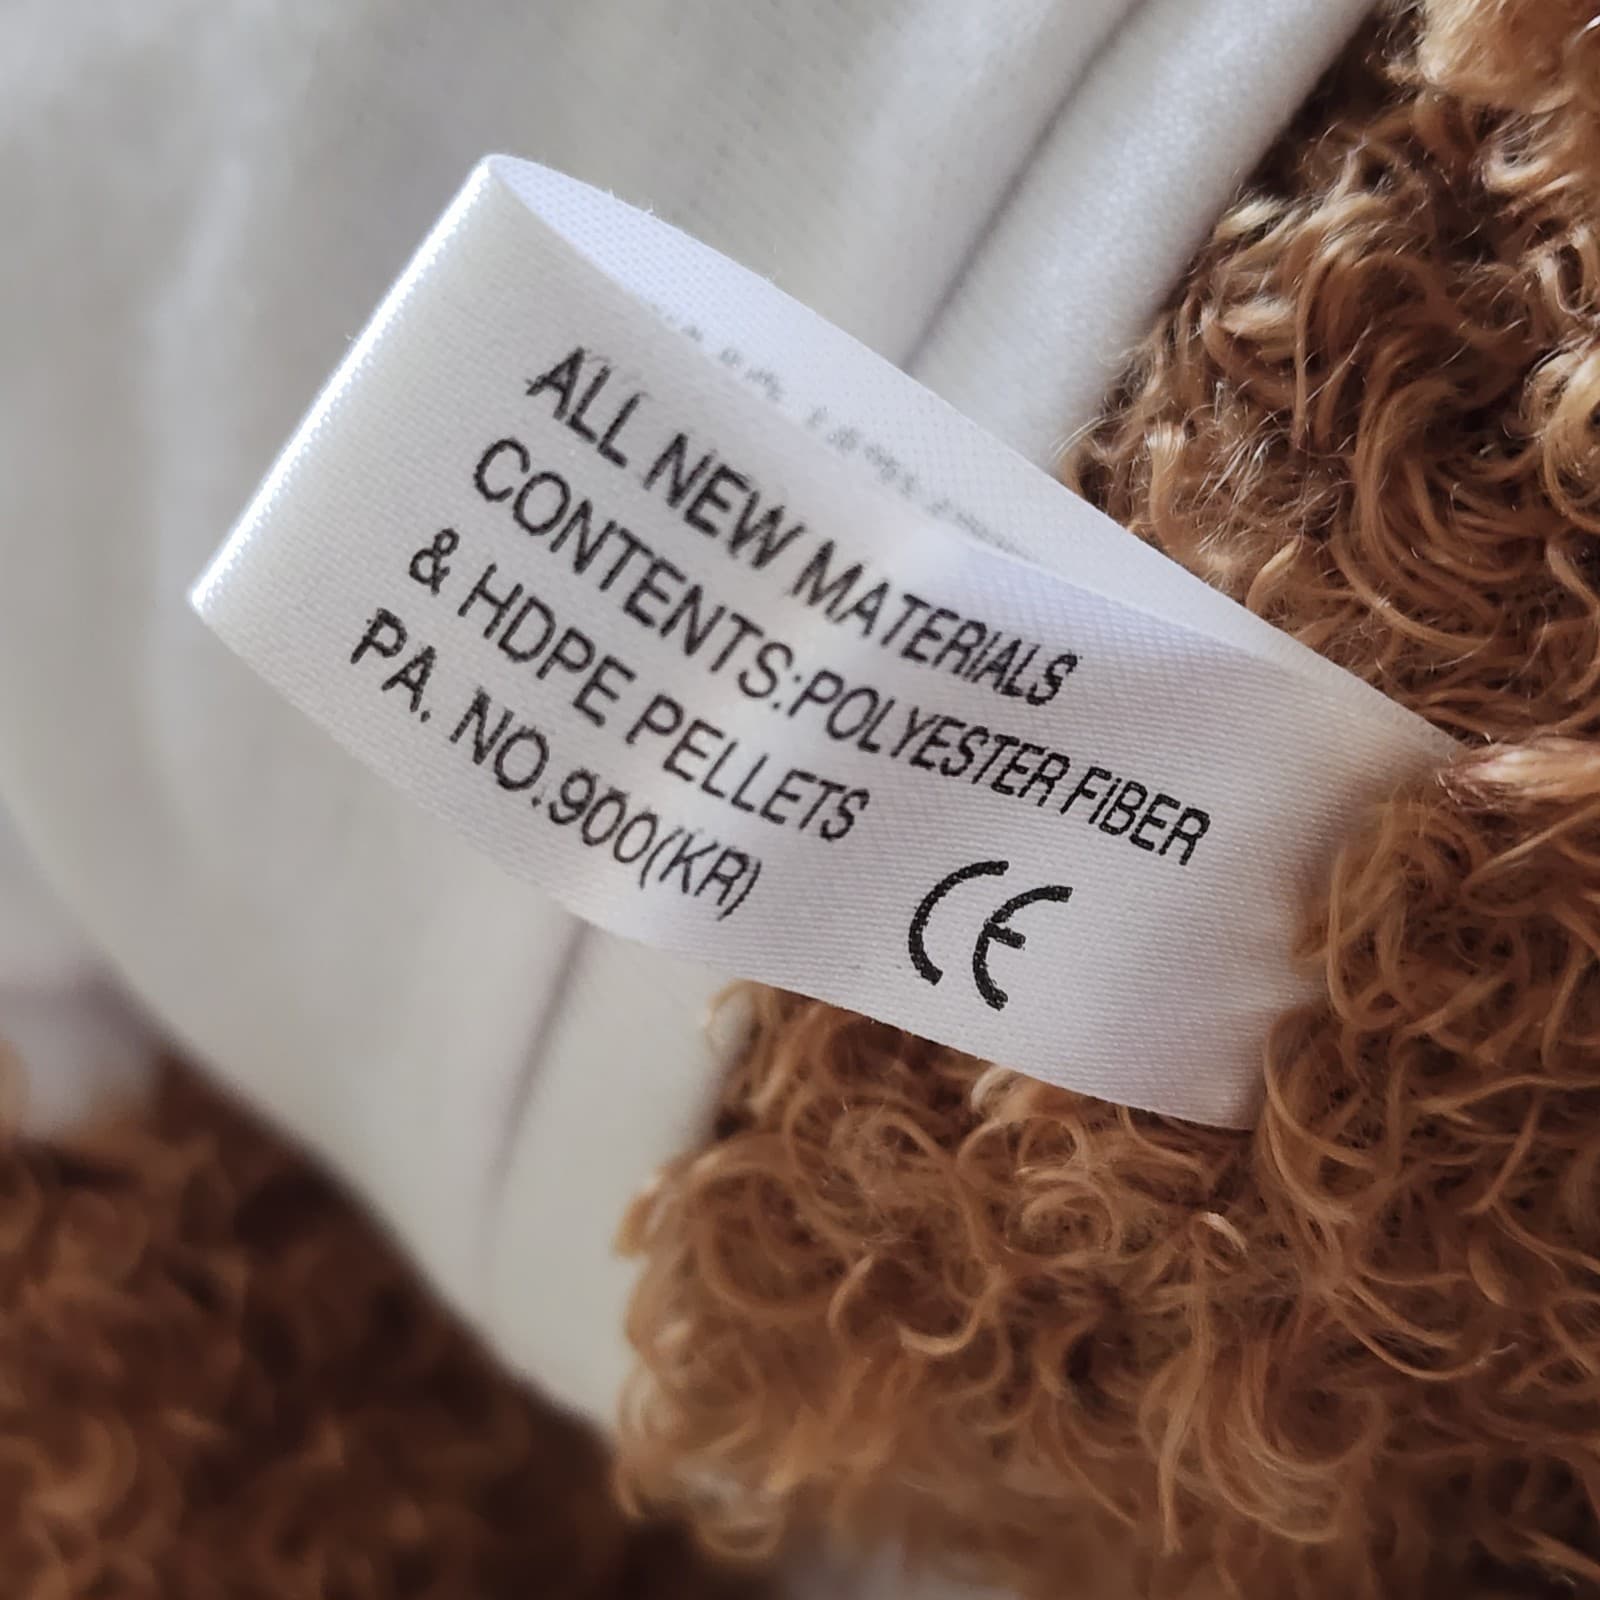 ALL NEW MATERIALS
CONTENTS:POLYESTER FIBER
& HDPE PELLETS
PA. NO.900(KR)
CE